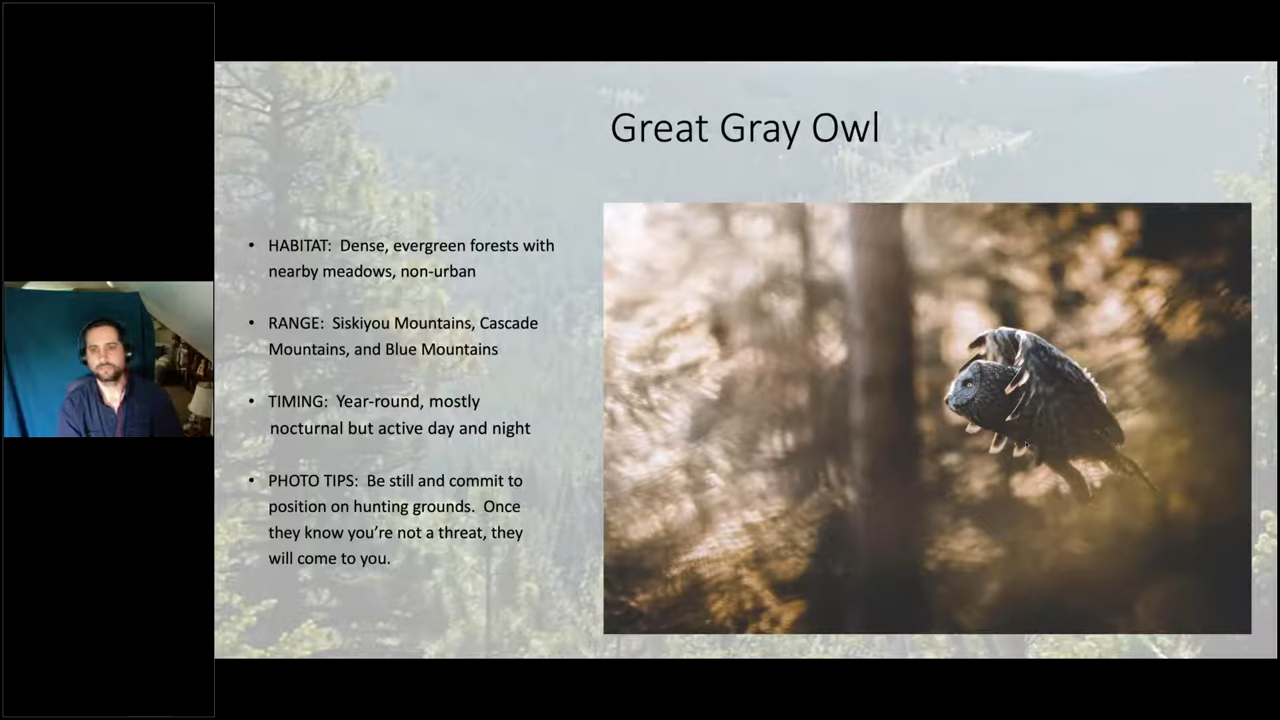 Great Gray Owl
• HABITAT: Dense, evergreen forests with
nearby meadows, non-urban
• RANGE: Siskiyou Mountains, Cascade
Mountains, and Blue Mountains
• TIMING: Year-round, mostly
nocturnal but active day and night
• PHOTO TIPS: Be still and commit to
position on hunting grounds. Once
they know you’re not a threat, they
will come to you.